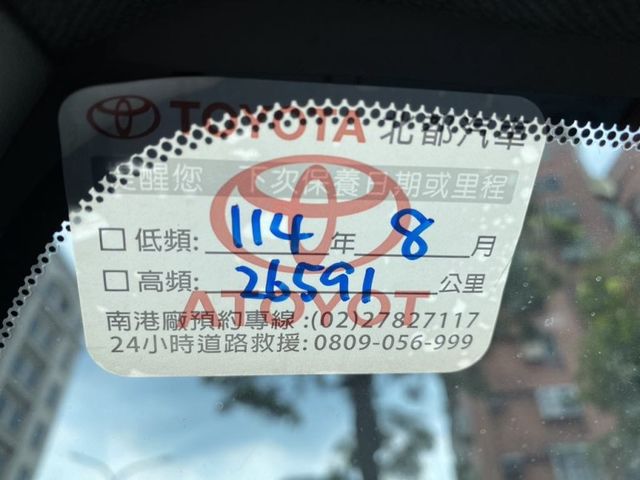 TOYOTA 北都汽車
提醒您 下次保養日期或里程
□ 低頻: 114 年 8 月
□ 高頻: 26591 公里
ATOYOT
南港廠預約專線:(02)27827117
24小時道路救援: 0809-056-999